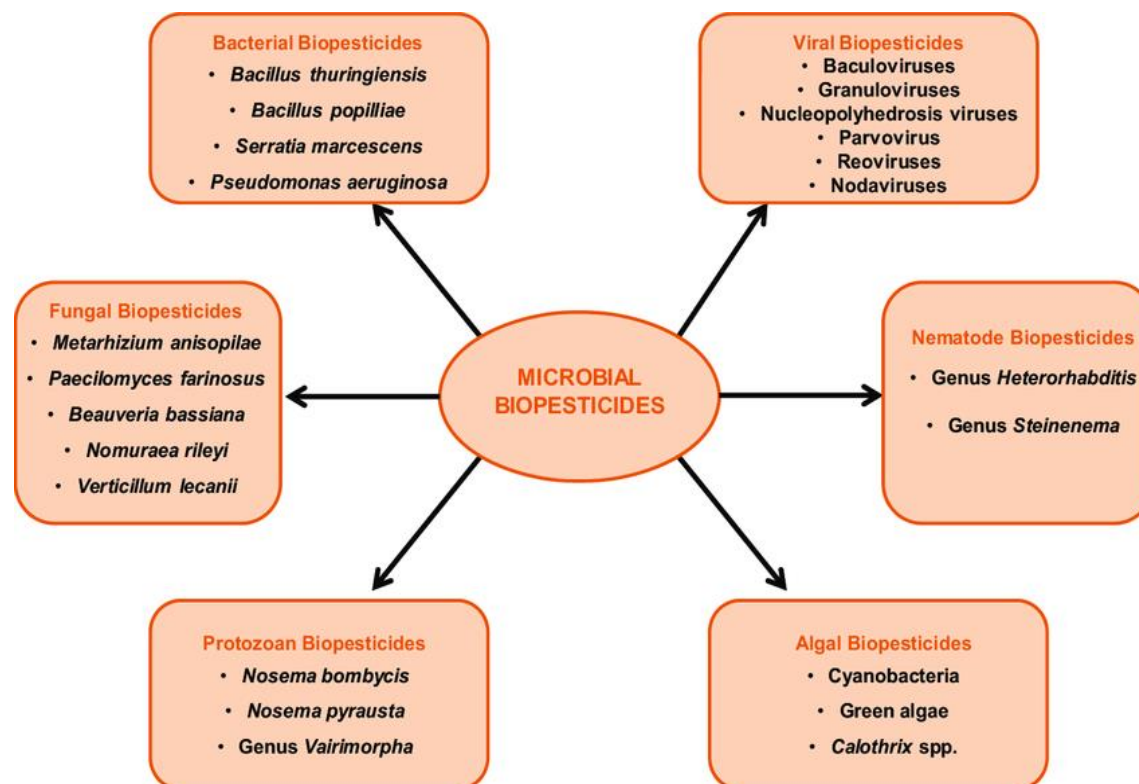 Bacterial Biopesticides
• Bacillus thuringiensis
• Bacillus popilliae
• Serratia marcescens
• Pseudomonas aeruginosa
Viral Biopesticides
• Baculoviruses
• Granuloviruses
• Nucleopolyhedrosis viruses
• Parvovirus
• Reoviruses
• Nodaviruses
Fungal Biopesticides
• Metarhizium anisopilae
• Paecilomyces farinosus
• Beauveria bassiana
• Nomuraea rileyi
• Verticillum lecanii
MICROBIAL
BIOPESTICIDES
Nematode Biopesticides
• Genus Heterorhabditis
• Genus Steinenema
Protozoan Biopesticides
• Nosema bombycis
• Nosema pyrausta
• Genus Vairimorpha
Algal Biopesticides
• Cyanobacteria
• Green algae
• Calothrix spp.